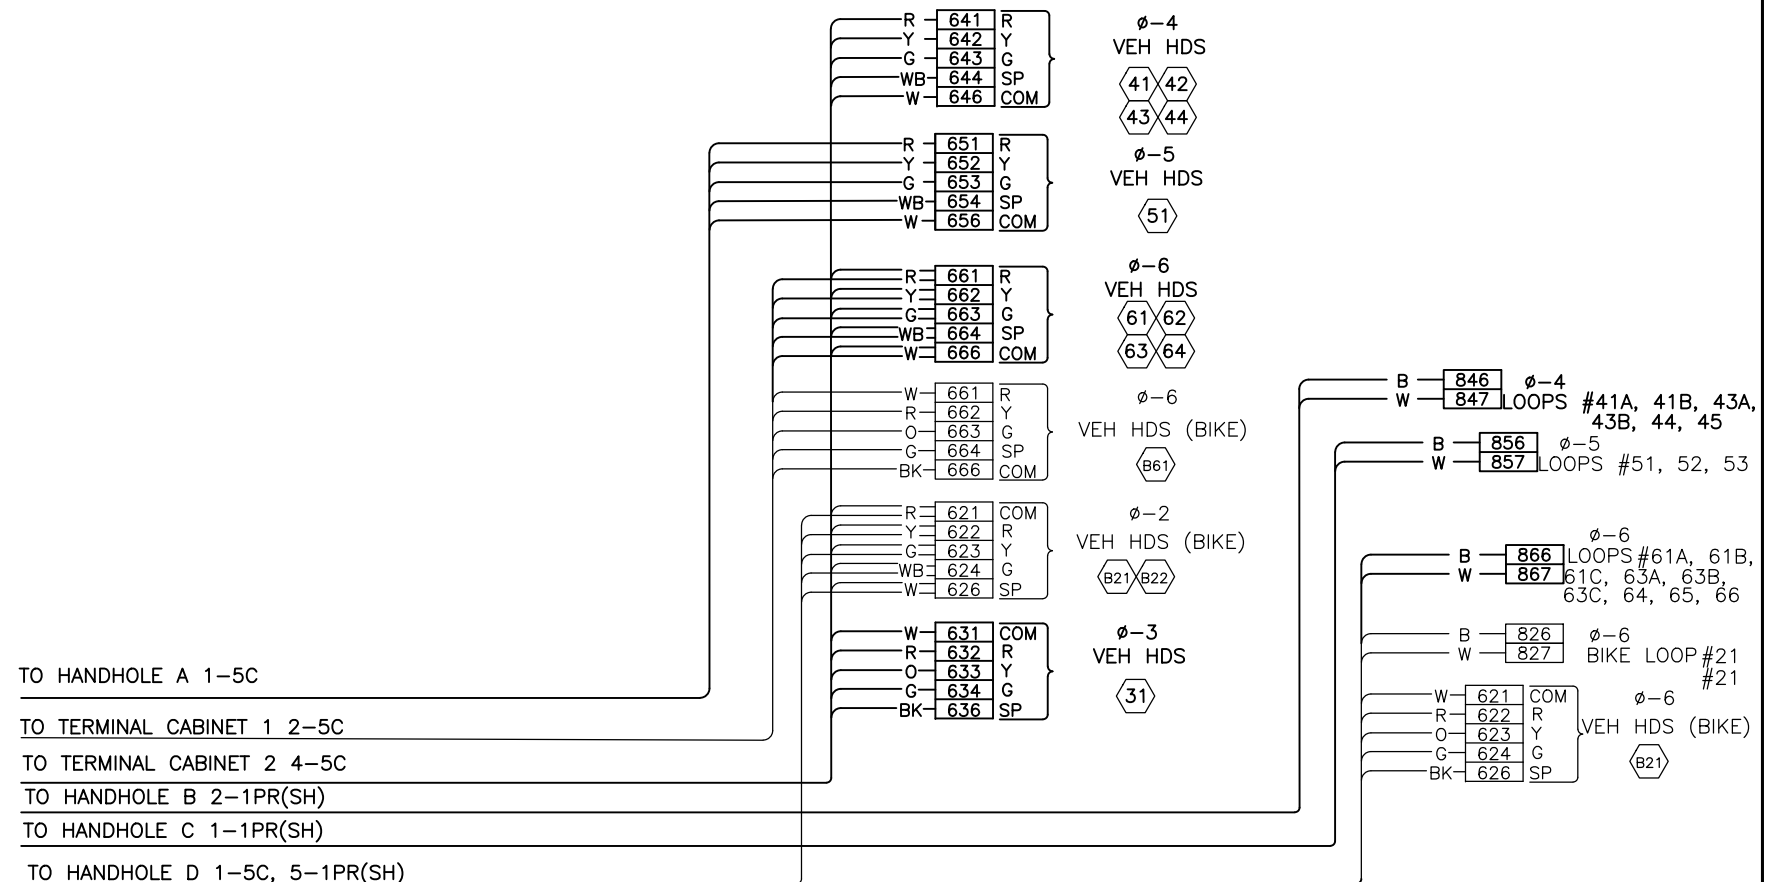 R 641 R
Y 642 Y
G 643 G
WB 644 SP
W 646 COM
ø-4
VEH HDS
41 42
43 44
R 651 R
Y 652 Y
G 653 G
WB 654 SP
W 656 COM
ø-5
VEH HDS
51
R 661 R
Y 662 Y
G 663 G
WB 664 SP
W 666 COM
ø-6
VEH HDS
61 62
63 64
W 661 R
R 662 Y
O 663 G
G 664 SP
BK 666 COM
ø-6
VEH HDS (BIKE)
B61
R 621 COM
Y 622 R
G 623 Y
WB 624 G
W 626 SP
ø-2
VEH HDS (BIKE)
B21 B22
W 631 COM
R 632 R
O 633 Y
G 634 G
BK 636 SP
ø-3
VEH HDS
31
B 846 ø-4
W 847 LOOPS #41A, 41B, 43A,
43B, 44, 45
B 856 ø-5
W 857 LOOPS #51, 52, 53
ø-6
B 866 LOOPS #61A, 61B,
W 867 61C, 63A, 63B,
63C, 64, 65, 66
B 826 ø-6
W 827 BIKE LOOP #21
#21
W 621 COM
R 622 R
O 623 Y
G 624 G
BK 626 SP
ø-6
VEH HDS (BIKE)
B21
TO HANDHOLE A 1-5C
TO TERMINAL CABINET 1 2-5C
TO TERMINAL CABINET 2 4-5C
TO HANDHOLE B 2-1PR(SH)
TO HANDHOLE C 1-1PR(SH)
TO HANDHOLE D 1-5C, 5-1PR(SH)